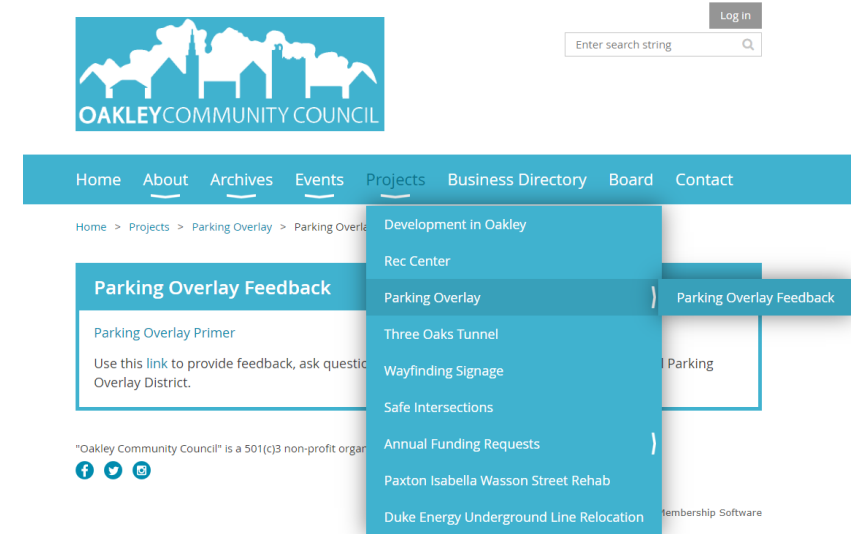 Log in
Enter search string
OAKLEY COMMUNITY COUNCIL
Home About Archives Events Projects Business Directory Board Contact
Home > Projects > Parking Overlay > Parking
Development in Oakley
Rec Center
Parking Overlay Feedback
Parking Overlay
Parking Overlay Feedback
Parking Overlay Primer
Three Oaks Tunnel
Use this link to provide feedback, ask
Parking
Overlay District.
Wayfinding Signage
Safe Intersections
"Oakley Community Council" is a 501(c)3 non-profit
Annual Funding Requests
Paxton Isabella Wasson Street Rehab
Duke Energy Underground Line Relocation
Membership Software